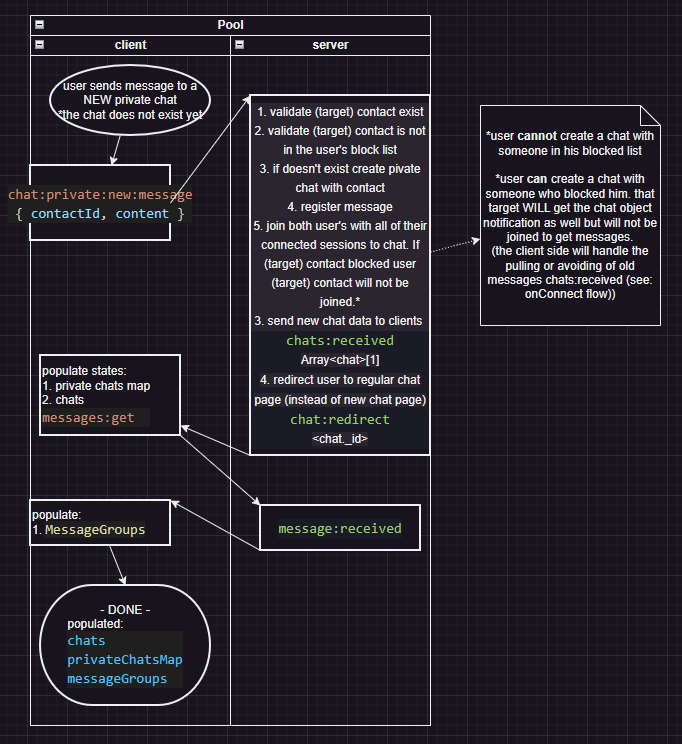 Pool
client
server
user sends message to a
NEW private chat
*the chat does not exist yet
chat:private:new:message
{ contactId, content }
1. validate (target) contact exist
2. validate (target) contact is not
in the user's block list
3. if doesn't exist create pivate
chat with contact
4. register message
5. join both user's with all of their
connected sessions to chat. If
(target) contact blocked user
(target) contact will not be
joined.*
3. send new chat data to clients
chats:received
Array<chat>[1]
4. redirect user to regular chat
page (instead of new chat page)
chat:redirect
<chat._id>
*user cannot create a chat with
someone in his blocked list
*user can create a chat with
someone who blocked him. that
target WILL get the chat object
notification as well but will not be
joined to get messages.
(the client side will handle the
pulling or avoiding of old
messages chats:received (see:
onConnect flow))
populate states:
1. private chats map
2. chats
messages:get
message:received
populate:
1. MessageGroups
- DONE -
populated:
chats
privateChatsMap
messageGroups